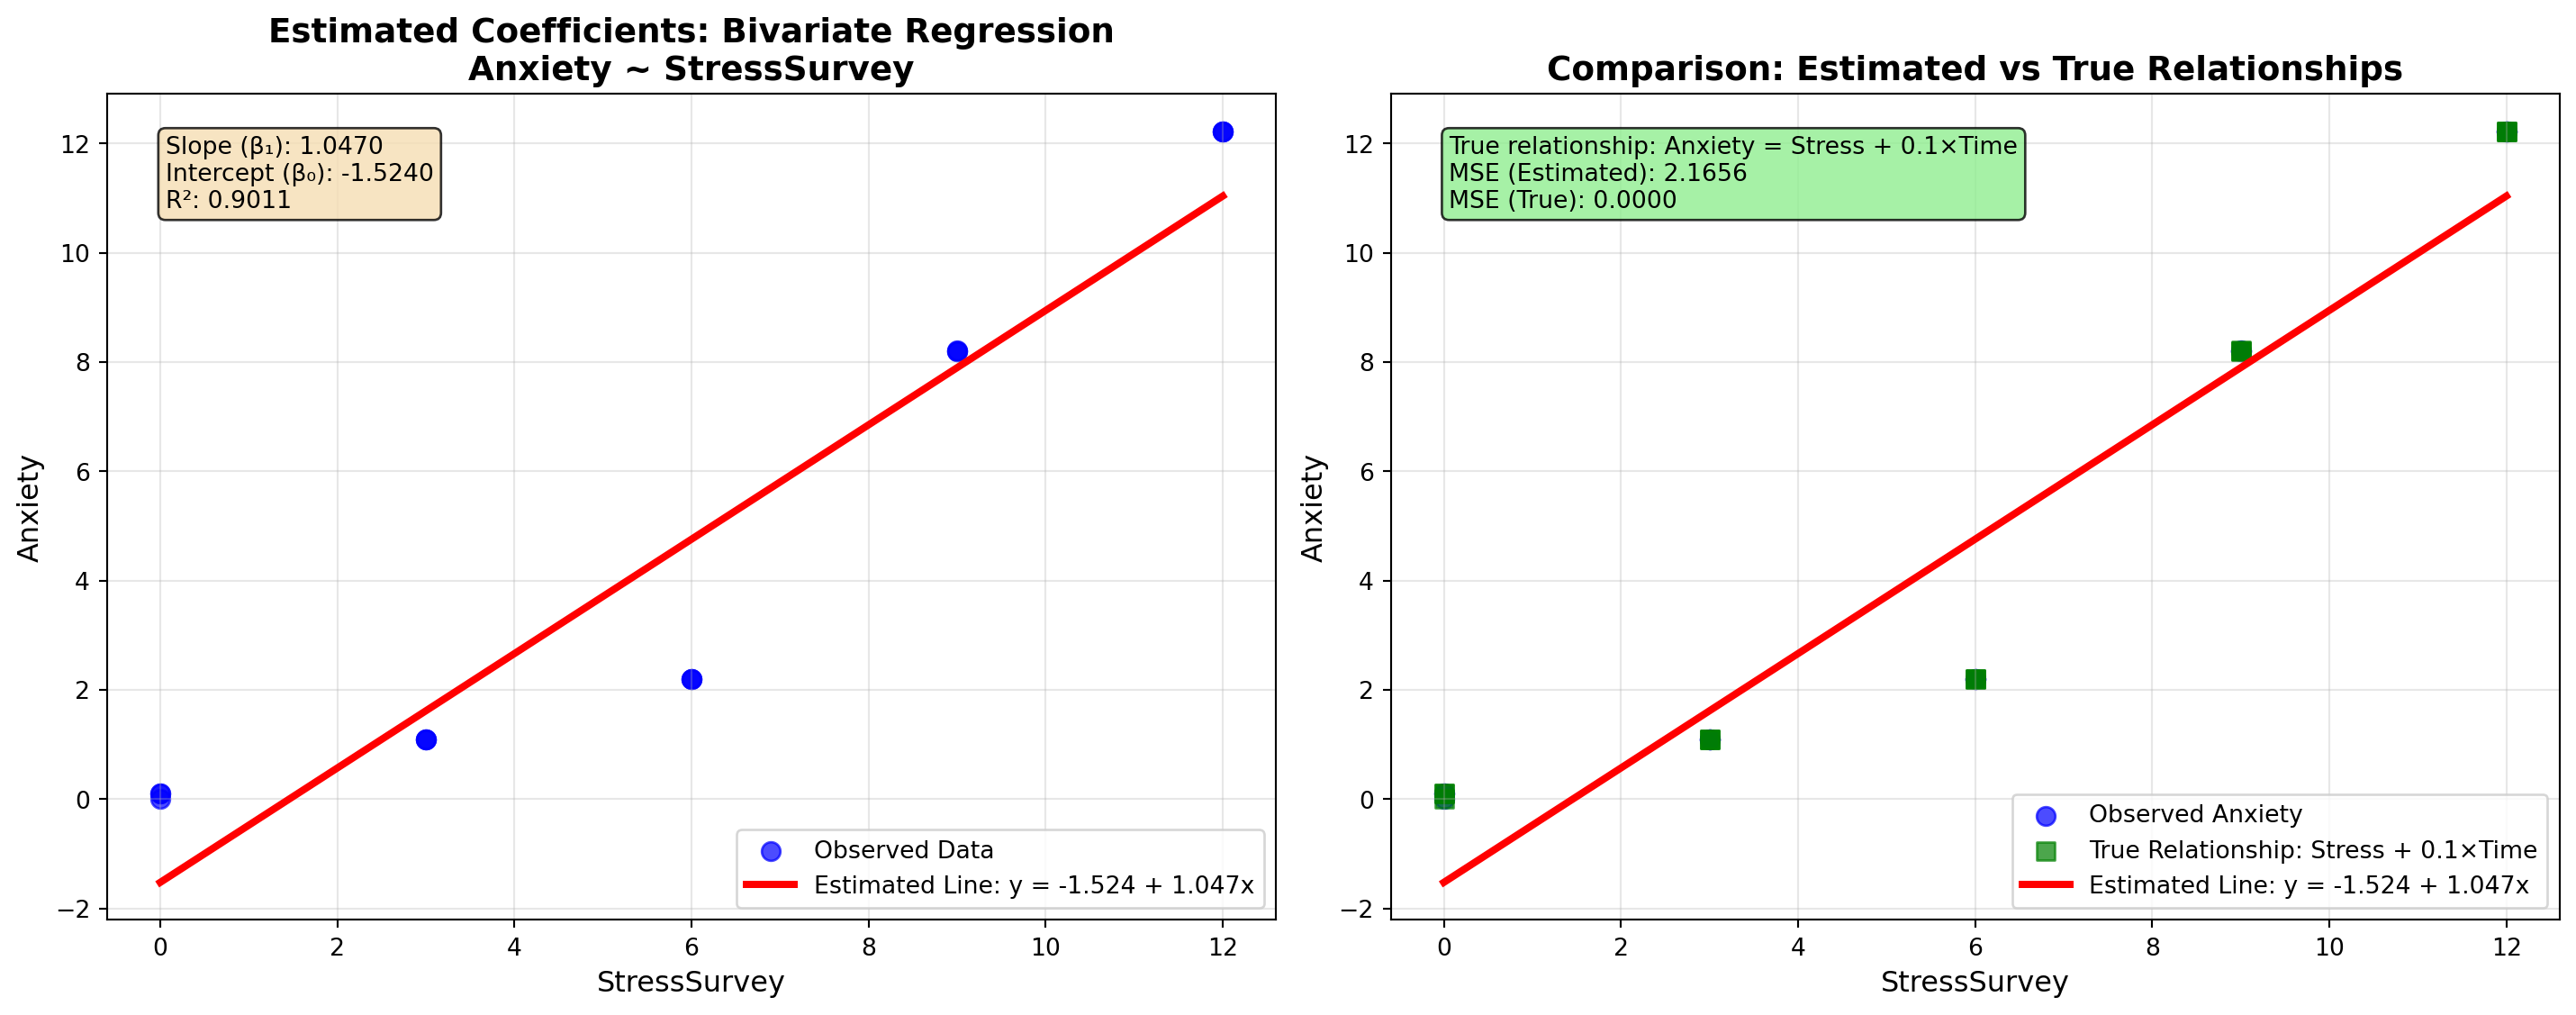 Estimated Coefficients: Bivariate Regression
Anxiety ~ StressSurvey
Slope (β₁): 1.0470
Intercept (β₀): -1.5240
R²: 0.9011
12
10
8
6
4
2
0
−2
Anxiety
Observed Data
Estimated Line: y = -1.524 + 1.047x
0 2 4 6 8 10 12
StressSurvey
Comparison: Estimated vs True Relationships
True relationship: Anxiety = Stress + 0.1×Time
MSE (Estimated): 2.1656
MSE (True): 0.0000
12
10
8
6
4
2
0
−2
Anxiety
Observed Anxiety
True Relationship: Stress + 0.1×Time
Estimated Line: y = -1.524 + 1.047x
0 2 4 6 8 10 12
StressSurvey